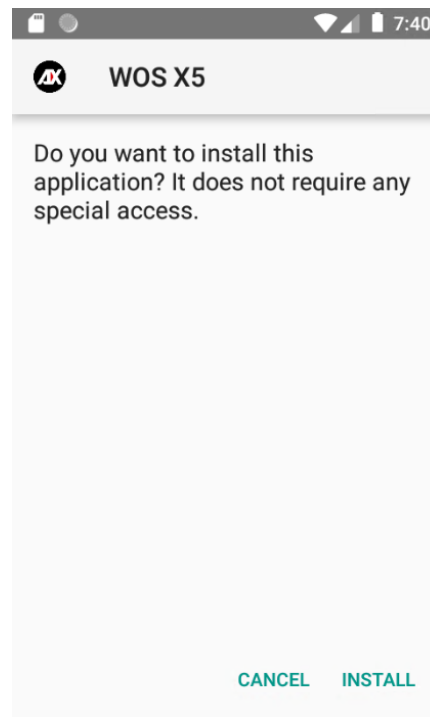 7:40
WOS X5
Do you want to install this
application? It does not require any
special access.
CANCEL INSTALL